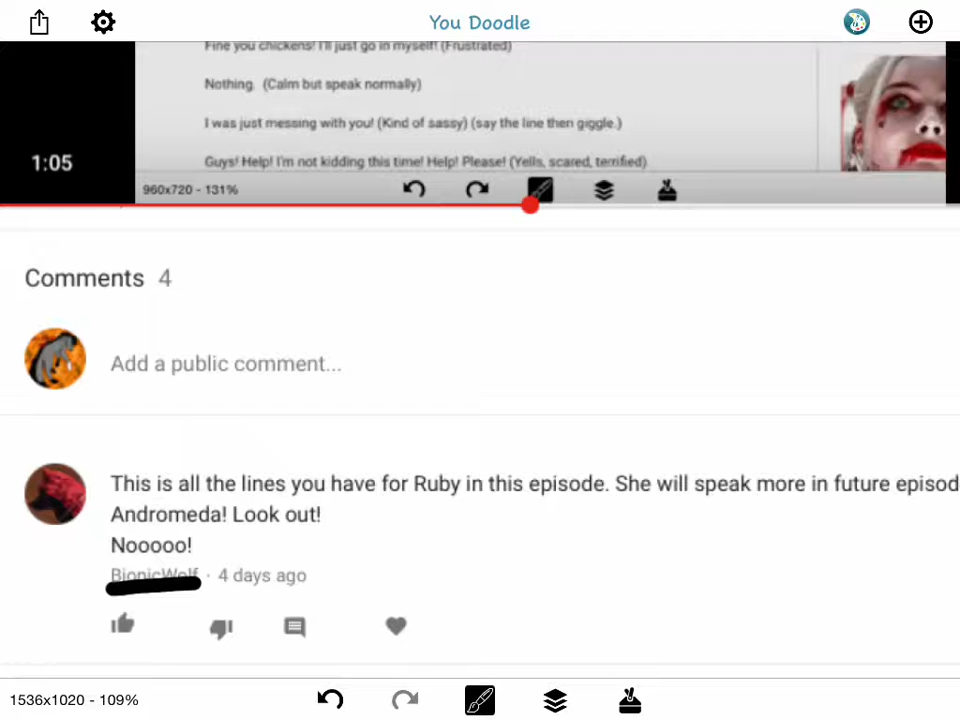 You Doodle
Fine you chickens! I'll just go in myself! (Frustrated)
Nothing. (Calm but speak normally)
I was just messing with you! (Kind of sassy) (say the line then giggle.)
1:05
Guys! Help! I'm not kidding this time! Help! Please! (Yells, scared, terrified)
960x720 - 131%
Comments 4
Add a public comment...
This is all the lines you have for Ruby in this episode. She will speak more in future episod
Andromeda! Look out!
Nooooo!
· 4 days ago
1536x1020 - 109%